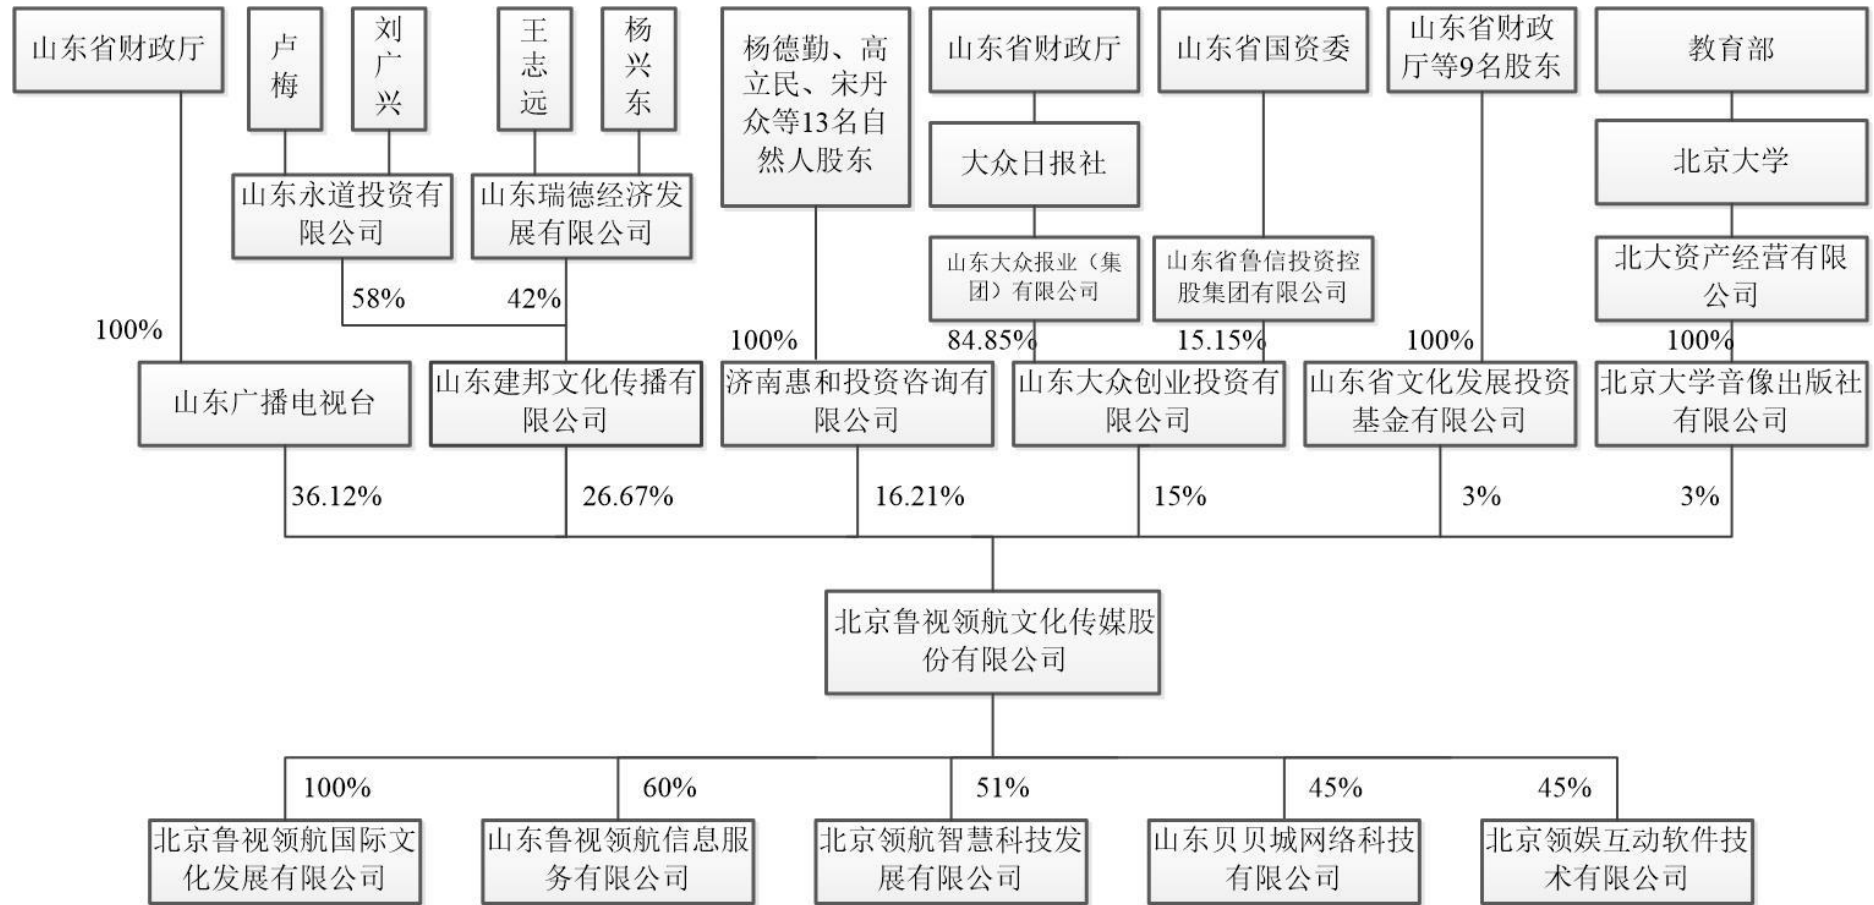 山东省财政厅
卢
梅
刘
广
兴
王
志
远
杨
兴
东
杨德勤、高
立民、宋丹
众等13名自
然人股东
山东省财政厅
山东省国资委
山东省财政
厅等9名股东
教育部
大众日报社
北京大学
山东永道投资有
限公司
山东瑞德经济发
展有限公司
山东大众报业（集
团）有限公司
山东省鲁信投资控
股集团有限公司
北大资产经营有限
公司
58%
42%
100%
100%
84.85%
15.15%
100%
100%
山东广播电视台
山东建邦文化传播有
限公司
济南惠和投资咨询有
限公司
山东大众创业投资有
限公司
山东省文化发展投资
基金有限公司
北京大学音像出版社
有限公司
36.12%
26.67%
16.21%
15%
3%
3%
北京鲁视领航文化传媒股
份有限公司
100%
60%
51%
45%
45%
北京鲁视领航国际文
化发展有限公司
山东鲁视领航信息服
务有限公司
北京领航智慧科技发
展有限公司
山东贝贝城网络科技
有限公司
北京领娱互动软件技
术有限公司